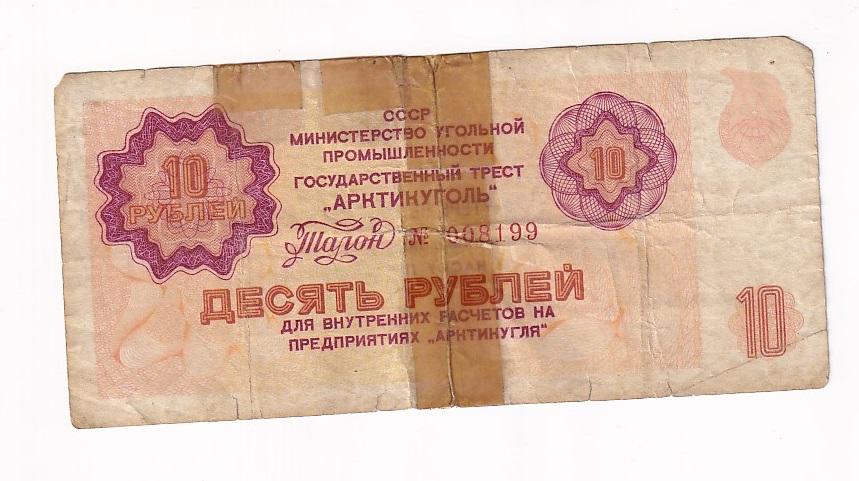 СССР
МИНИСТЕРСТВО УГОЛЬНОЙ
ПРОМЫШЛЕННОСТИ
ГОСУДАРСТВЕННЫЙ ТРЕСТ
„АРКТИКУГОЛЬ"
Талон № 008199
10
РУБЛЕЙ
10
ДЕСЯТЬ РУБЛЕЙ
ДЛЯ ВНУТРЕННИХ РАСЧЕТОВ НА
ПРЕДПРИЯТИЯХ „АРКТИКУГЛЯ"
10